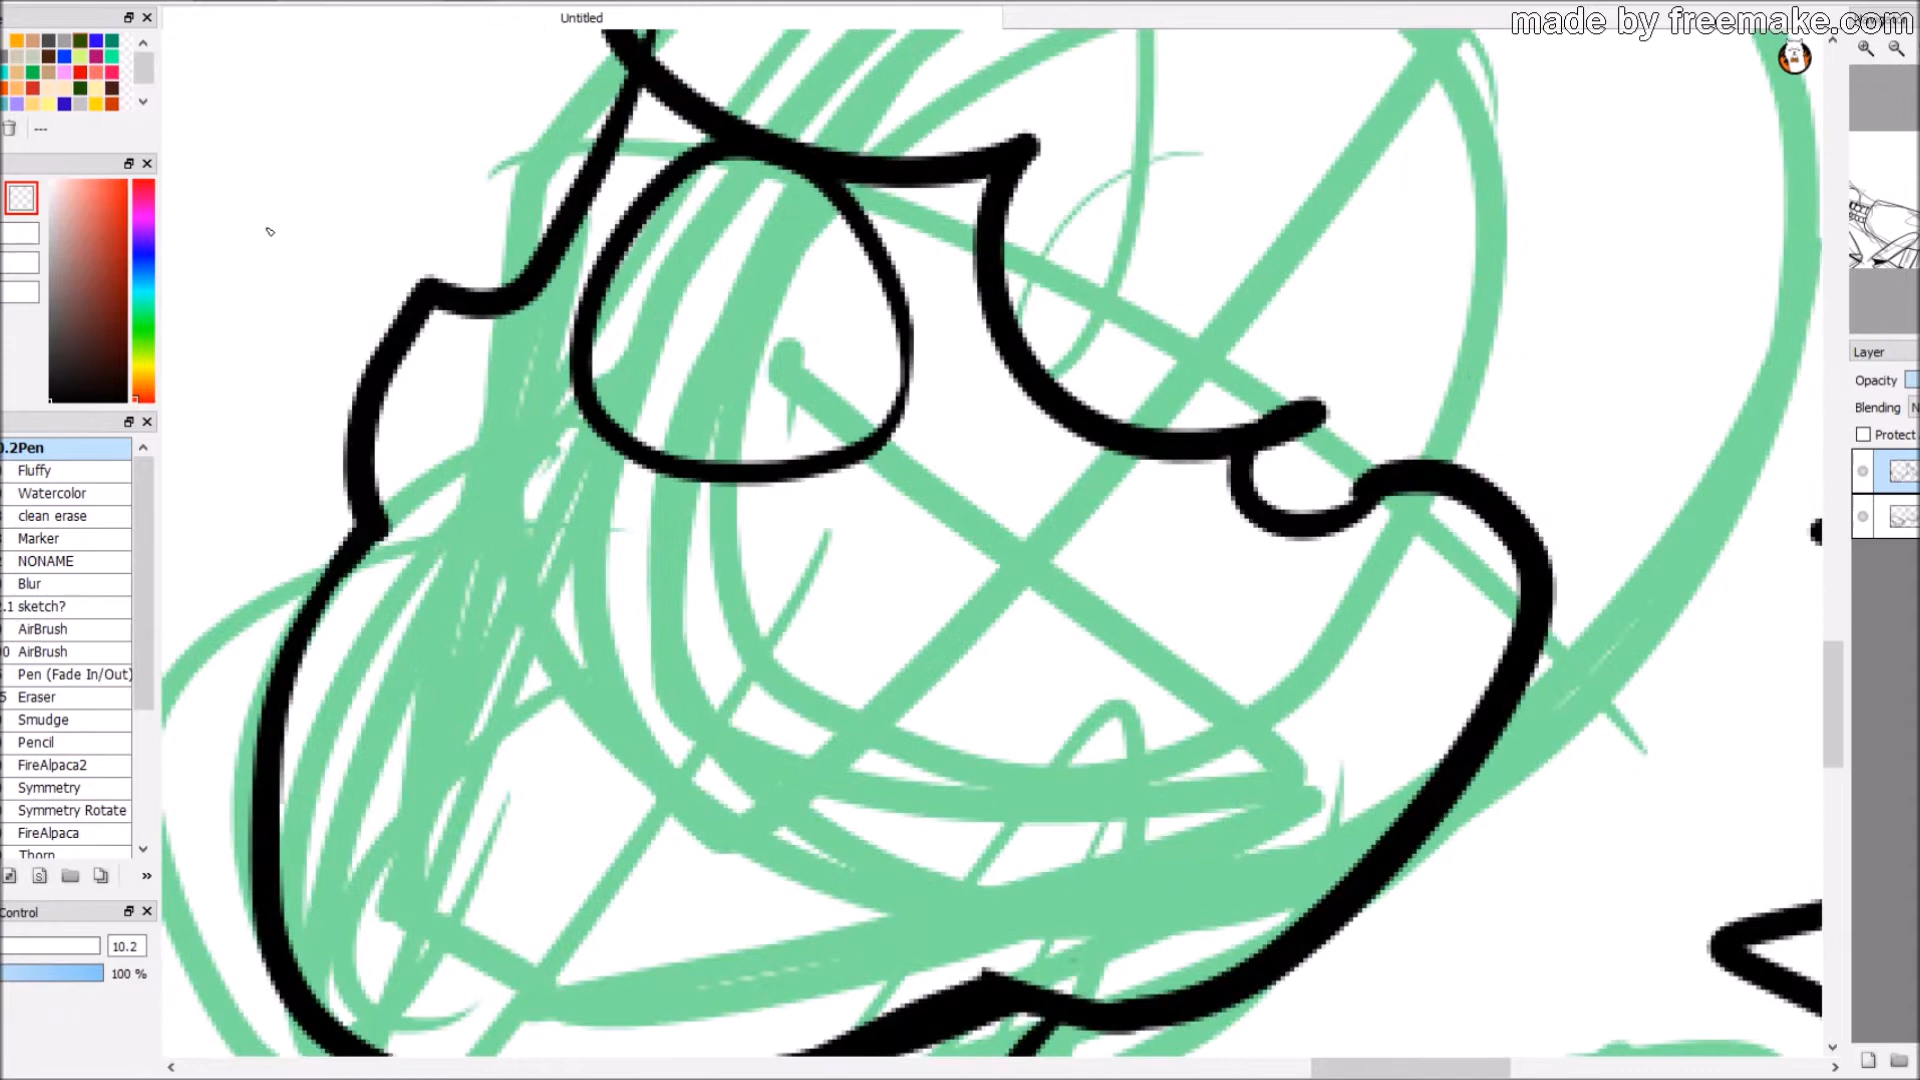 Untitled
made by freemake.com
---
0.2Pen
Fluffy
Watercolor
clean erase
Marker
NONAME
Blur
2.1 sketch?
AirBrush
00 AirBrush
Pen (Fade In/Out)
5 Eraser
Smudge
Pencil
FireAlpaca2
Symmetry
Symmetry Rotate
FireAlpaca
Thorn
S
»
Control
10.2
100 %
Layer
Opacity
Blending N
Protect